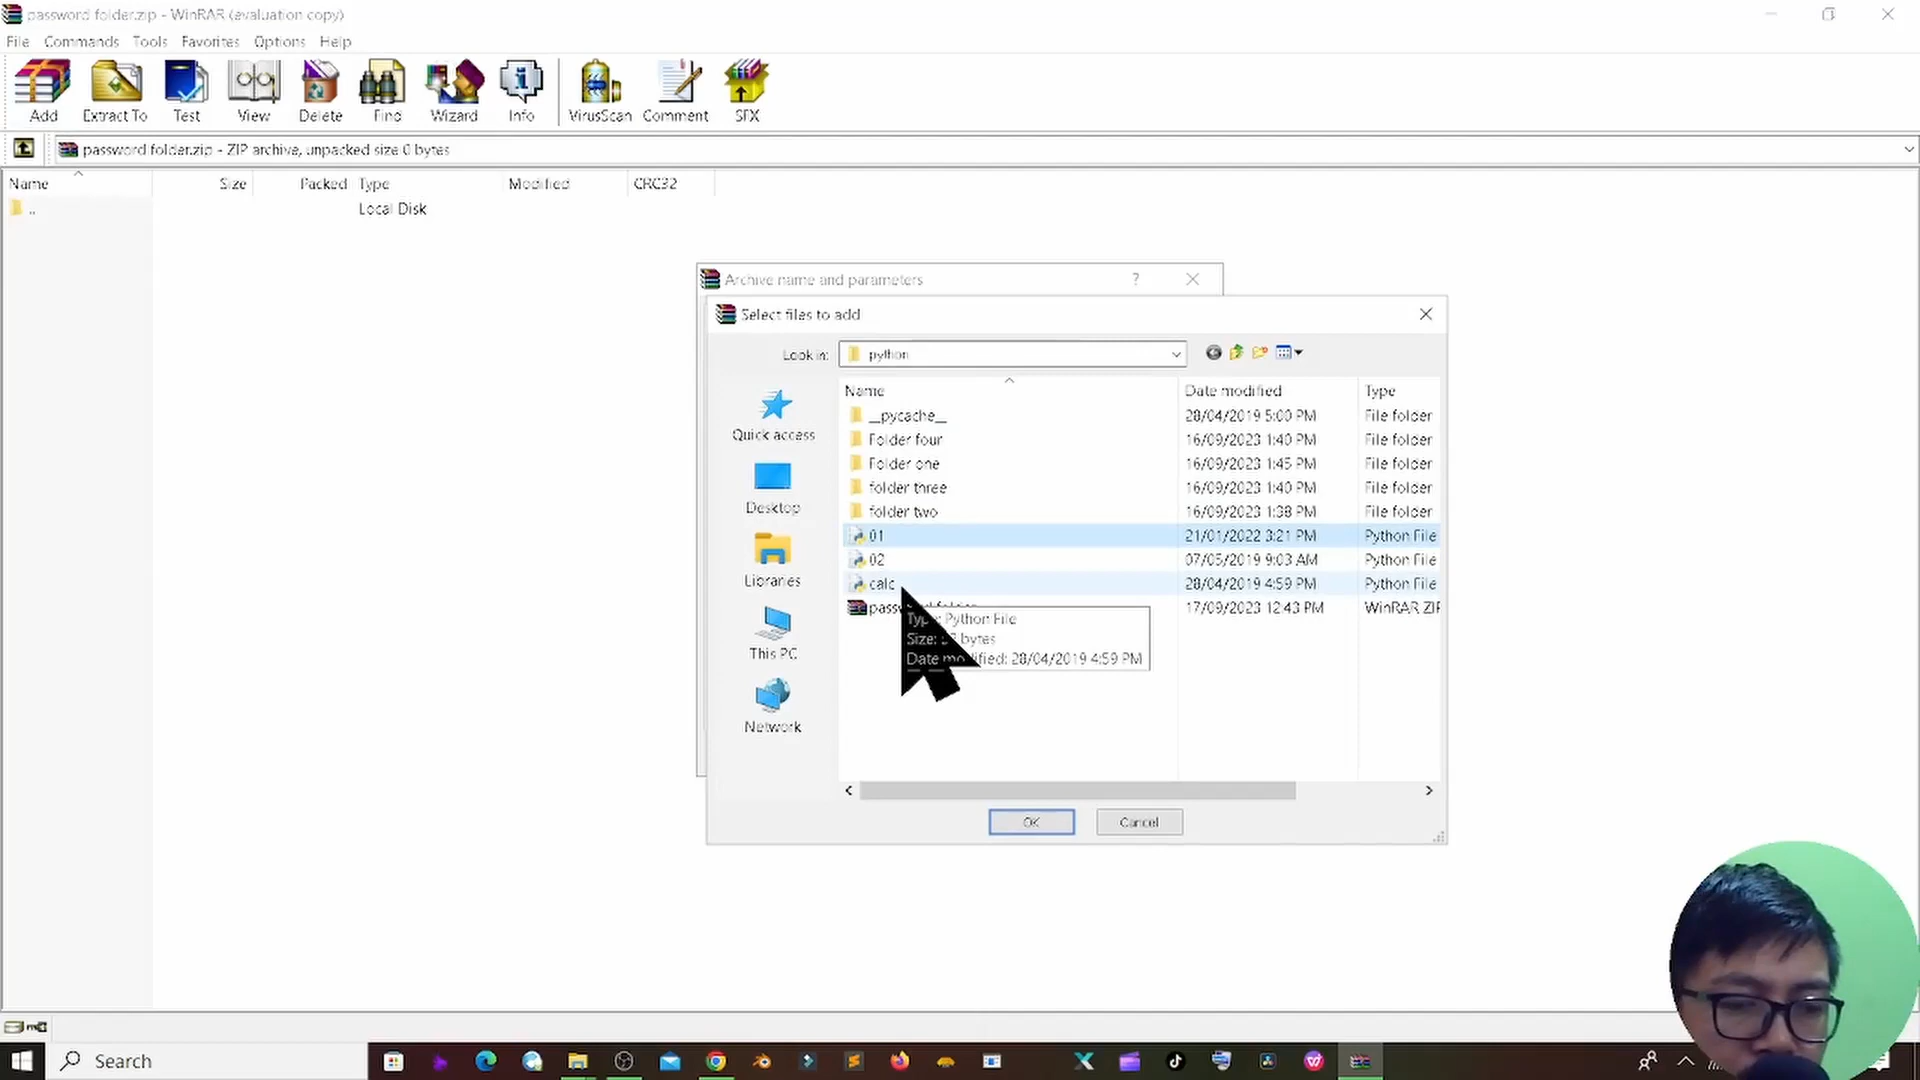 password folder.zip - WinRAR (evaluation copy)
File Commands Tools Favorites Options Help
Add Extract To Test View Delete Find Wizard Info VirusScan Comment SFX
password folder.zip - ZIP archive, unpacked size 0 bytes
Name Size Packed Type Modified CRC32
.. Local Disk
Archive name and parameters ?
Select files to add
Look in: python
Name Date modified Type
__pycache__ 28/04/2019 5:00 PM File folder
Folder four 16/09/2023 1:40 PM File folder
Folder one 16/09/2023 1:45 PM File folder
folder three 16/09/2023 1:40 PM File folder
folder two 16/09/2023 1:38 PM File folder
01 21/01/2022 3:21 PM Python File
02 07/05/2019 9:03 AM Python File
calc 28/04/2019 4:59 PM Python File
17/09/2023 12:43 PM WinRAR ZIP
Python File
Size: bytes
Date modified: 28/04/2019 4:59 PM
Quick access
Desktop
Libraries
This PC
Network
OK Cancel
Search